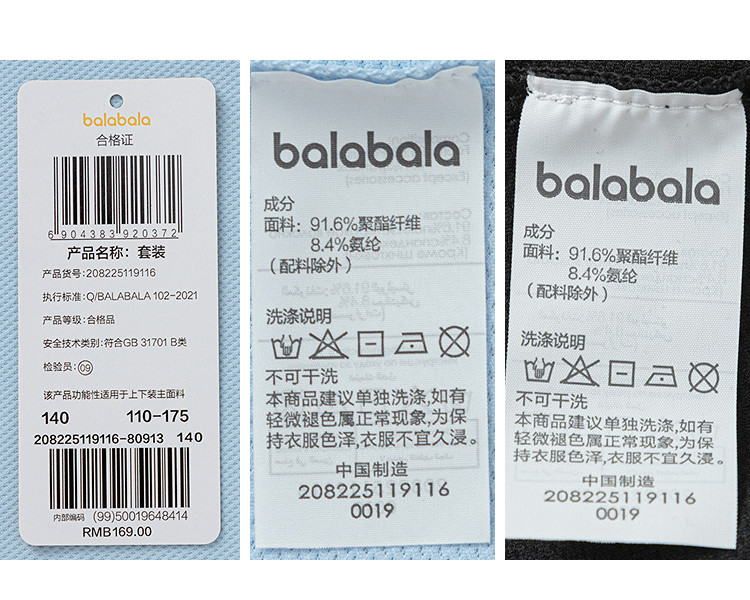 balabala
合格证
6 904383 920372
产品名称：套装
产品货号：208225119116
执行标准：Q/BALABALA 102-2021
产品等级：合格品
安全技术类别：符合GB 31701 B类
检验员：09
该产品功能性适用于上下装主面料
140 110-175
208225119116-80913 140
内部编码 (99)50019648414
RMB169.00
balabala
成分
面料：91.6%聚酯纤维
8.4%氨纶
（配料除外）
洗涤说明
不可干洗
本商品建议单独洗涤，如有
轻微褪色属正常现象，为保
持衣服色泽，衣服不宜久浸。
中国制造
208225119116
0019
balabala
成分
面料：91.6%聚酯纤维
8.4%氨纶
（配料除外）
洗涤说明
不可干洗
本商品建议单独洗涤，如有
轻微褪色属正常现象，为保
持衣服色泽，衣服不宜久浸。
中国制造
208225119116
0019